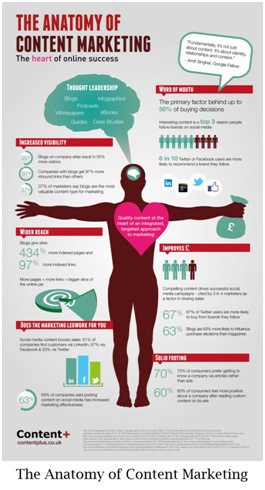 THE ANATOMY OF
CONTENT MARKETING
The heart of online success
"Fundamentally, it's not just
about content. It's about identity,
relationships and content."
- Amit Singhal, Google Fellow
THOUGHT LEADERSHIP
Blogs Infographics
Podcasts
Whitepapers eBooks
Guides Case Studies
WORD OF MOUTH
The primary factor behind up to
50% of buying decisions
Interesting content is a top 3 reason people
follow brands on social media
6 in 10 Twitter or Facebook users are more
likely to recommend a brand they follow
INCREASED VISIBILITY
Blogs on company sites result in 55%
more visitors
97%
Companies with blogs get 97% more
inbound links than others
37% of marketers say blogs are the most
valuable content type for marketing
Quality content at the
heart of an integrated,
targeted approach
to marketing
WIDER REACH
Blogs give sites:
434% more indexed pages and
97% more indexed links
More pages + more links = bigger slice of
the online pie
IMPROVES £
Compelling content drives successful social
media campaigns - cited by 3 in 4 marketers as
a factor in closing sales
67%
67% of Twitter users are more likely
to buy from brands they follow
63%
Blogs are 63% more likely to influence
purchase decisions than magazines
DOES THE MARKETING LEGWORK FOR YOU
Social media content boosts sales. 61% of
companies find customers via LinkedIn, 67% via
Facebook & 53% via Twitter
63%
63% of companies said posting
content on social media has increased
marketing effectiveness
SOLID FOOTING
70%
70% of consumers prefer getting to
know a company via articles rather
than ads
60%
60% of consumers feel more positive
about a company after reading custom
content on its site
Content+
contentplus.co.uk
The Anatomy of Content Marketing